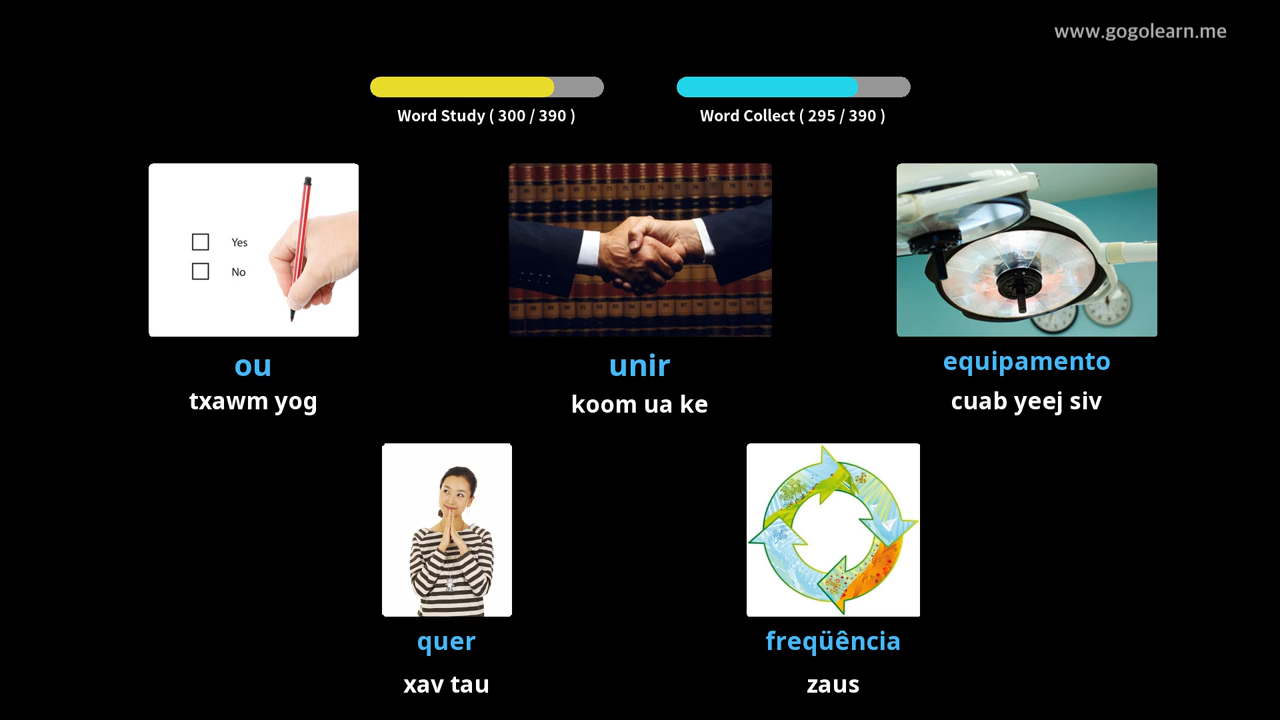 www.gogolearn.me
Word Study ( 300 / 390 )
Word Collect ( 295 / 390 )
Yes
No
ou
txawm yog
unir
koom ua ke
equipamento
cuab yeej siv
quer
xav tau
freqüência
zaus